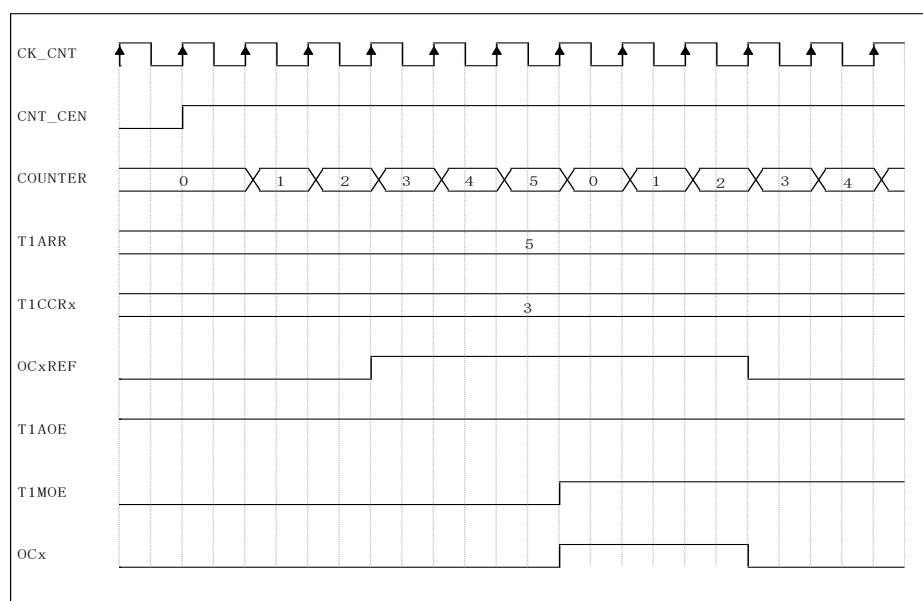 CK_CNT
CNT_CEN
COUNTER 0 1 2 3 4 5 0 1 2 3 4
T1ARR 5
T1CCRx 3
OCxREF
T1AOE
T1MOE
OCx